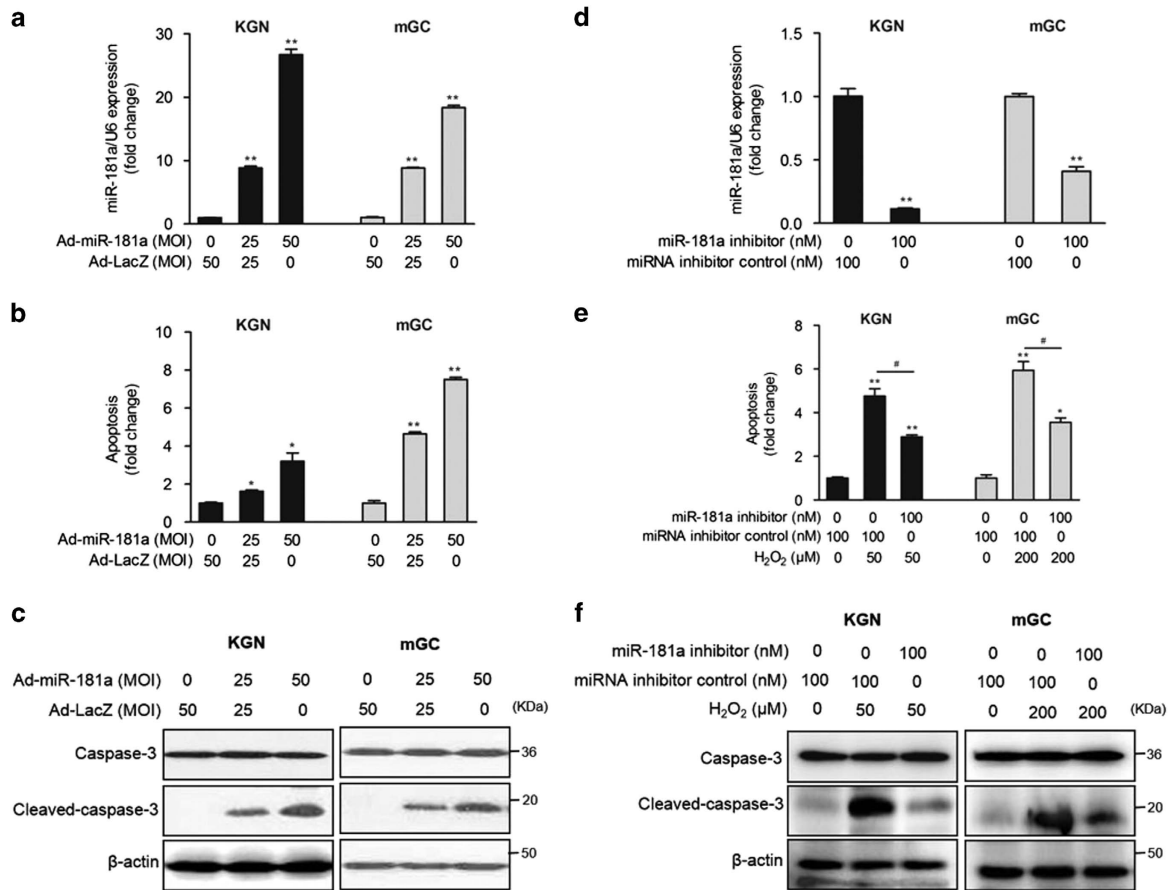 a
KGN mGC
miR-181a/U6 expression
(fold change)
30
20
10
0
** ** ** **
Ad-miR-181a (MOI) 0 25 50 0 25 50
Ad-LacZ (MOI) 50 25 0 50 25 0
b
KGN mGC
Apoptosis
(fold change)
10
8
6
4
2
0
* * ** **
Ad-miR-181a (MOI) 0 25 50 0 25 50
Ad-LacZ (MOI) 50 25 0 50 25 0
c
KGN mGC
Ad-miR-181a (MOI) 0 25 50 0 25 50
Ad-LacZ (MOI) 50 25 0 50 25 0 (KDa)
Caspase-3 36
Cleaved-caspase-3 20
β-actin 50
d
KGN mGC
miR-181a/U6 expression
(fold change)
1.5
1.0
0.5
0.0
** **
miR-181a inhibitor (nM) 0 100 0 100
miRNA inhibitor control (nM) 100 0 100 0
e
KGN mGC
Apoptosis
(fold change)
8
6
4
2
0
** # ** ** # *
miR-181a inhibitor (nM) 0 0 100 0 0 100
miRNA inhibitor control (nM) 100 100 0 100 100 0
H₂O₂ (µM) 0 50 50 0 200 200
f
KGN mGC
miR-181a inhibitor (nM) 0 0 100 0 0 100
miRNA inhibitor control (nM) 100 100 0 100 100 0
H₂O₂ (µM) 0 50 50 0 200 200 (KDa)
Caspase-3 36
Cleaved-caspase-3 20
β-actin 50